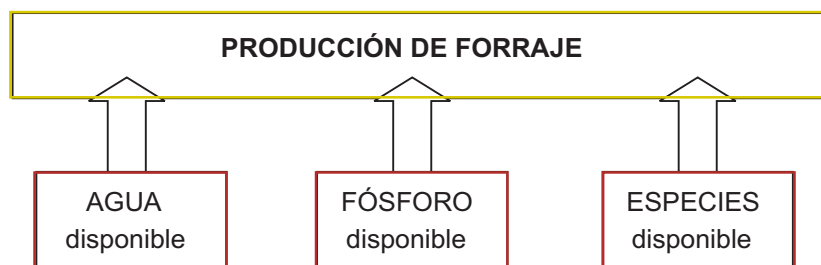 PRODUCCIÓN DE FORRAJE
AGUA
disponible
FÓSFORO
disponible
ESPECIES
disponible